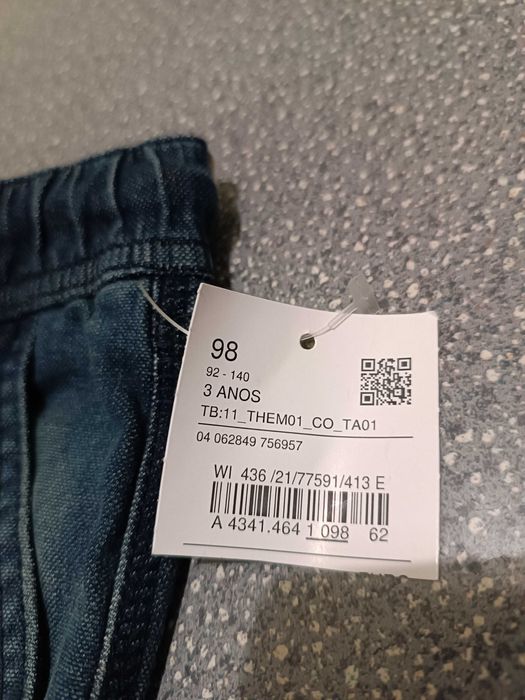 98
92 - 140
3 ANOS
TB:11_THEM01_CO_TA01
04 062849 756957
WI 436 /21/77591/413 E
A 4341.464 1 098 62